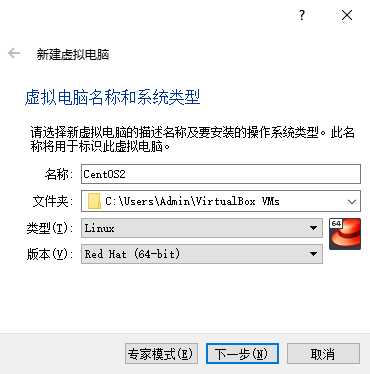 ?
新建虚拟电脑
虚拟电脑名称和系统类型
请选择新虚拟电脑的描述名称及要安装的操作系统类型。此名
称将用于标识此虚拟电脑。
名称: CentOS2
文件夹: C:\Users\Admin\VirtualBox VMs
类型(T): Linux 64
版本(V): Red Hat (64-bit)
专家模式(E) 下一步(N) 取消